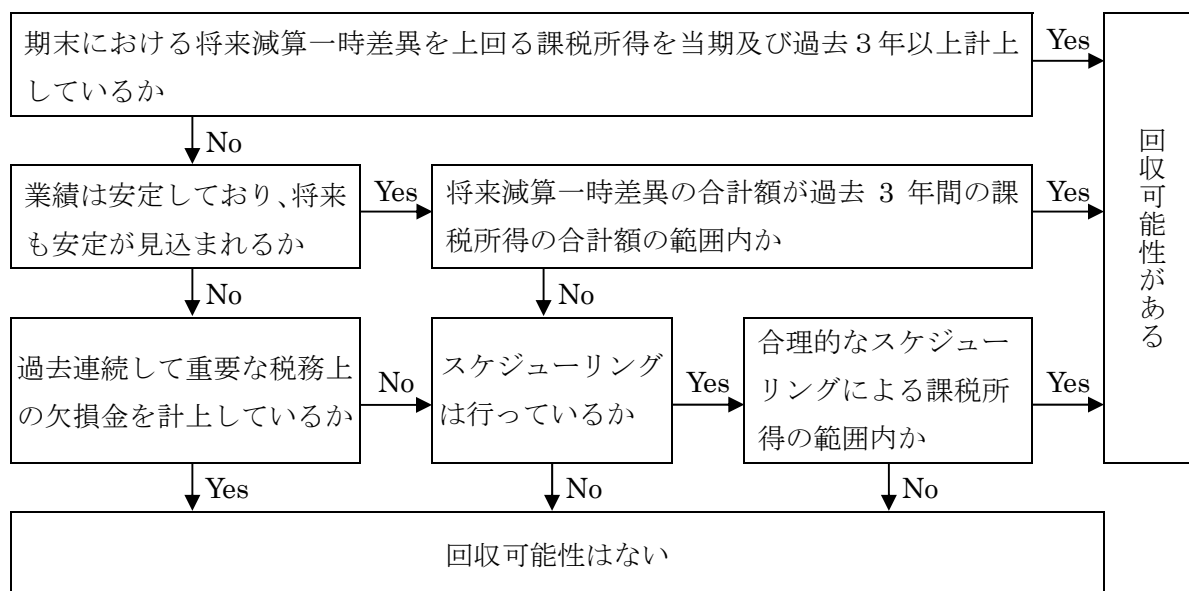 期末における将来減算一時差異を上回る課税所得を当期及び過去3年以上計上
しているか
Yes
No
回収可能性がある
業績は安定しており、将来
も安定が見込まれるか
Yes
将来減算一時差異の合計額が過去 3 年間の課
税所得の合計額の範囲内か
Yes
No
No
過去連続して重要な税務上
の欠損金を計上しているか
No
スケジューリング
は行っているか
Yes
合理的なスケジュー
リングによる課税所
得の範囲内か
Yes
Yes
No
No
回収可能性はない